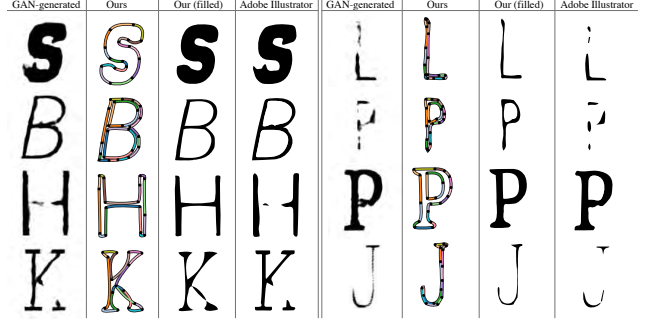 GAN-generated Ours Our (filled) Adobe Illustrator GAN-generated Ours Our (filled) Adobe Illustrator
S S S S L L L L
B B B B P P P P
H H H H P P P P
K K K K J J J J